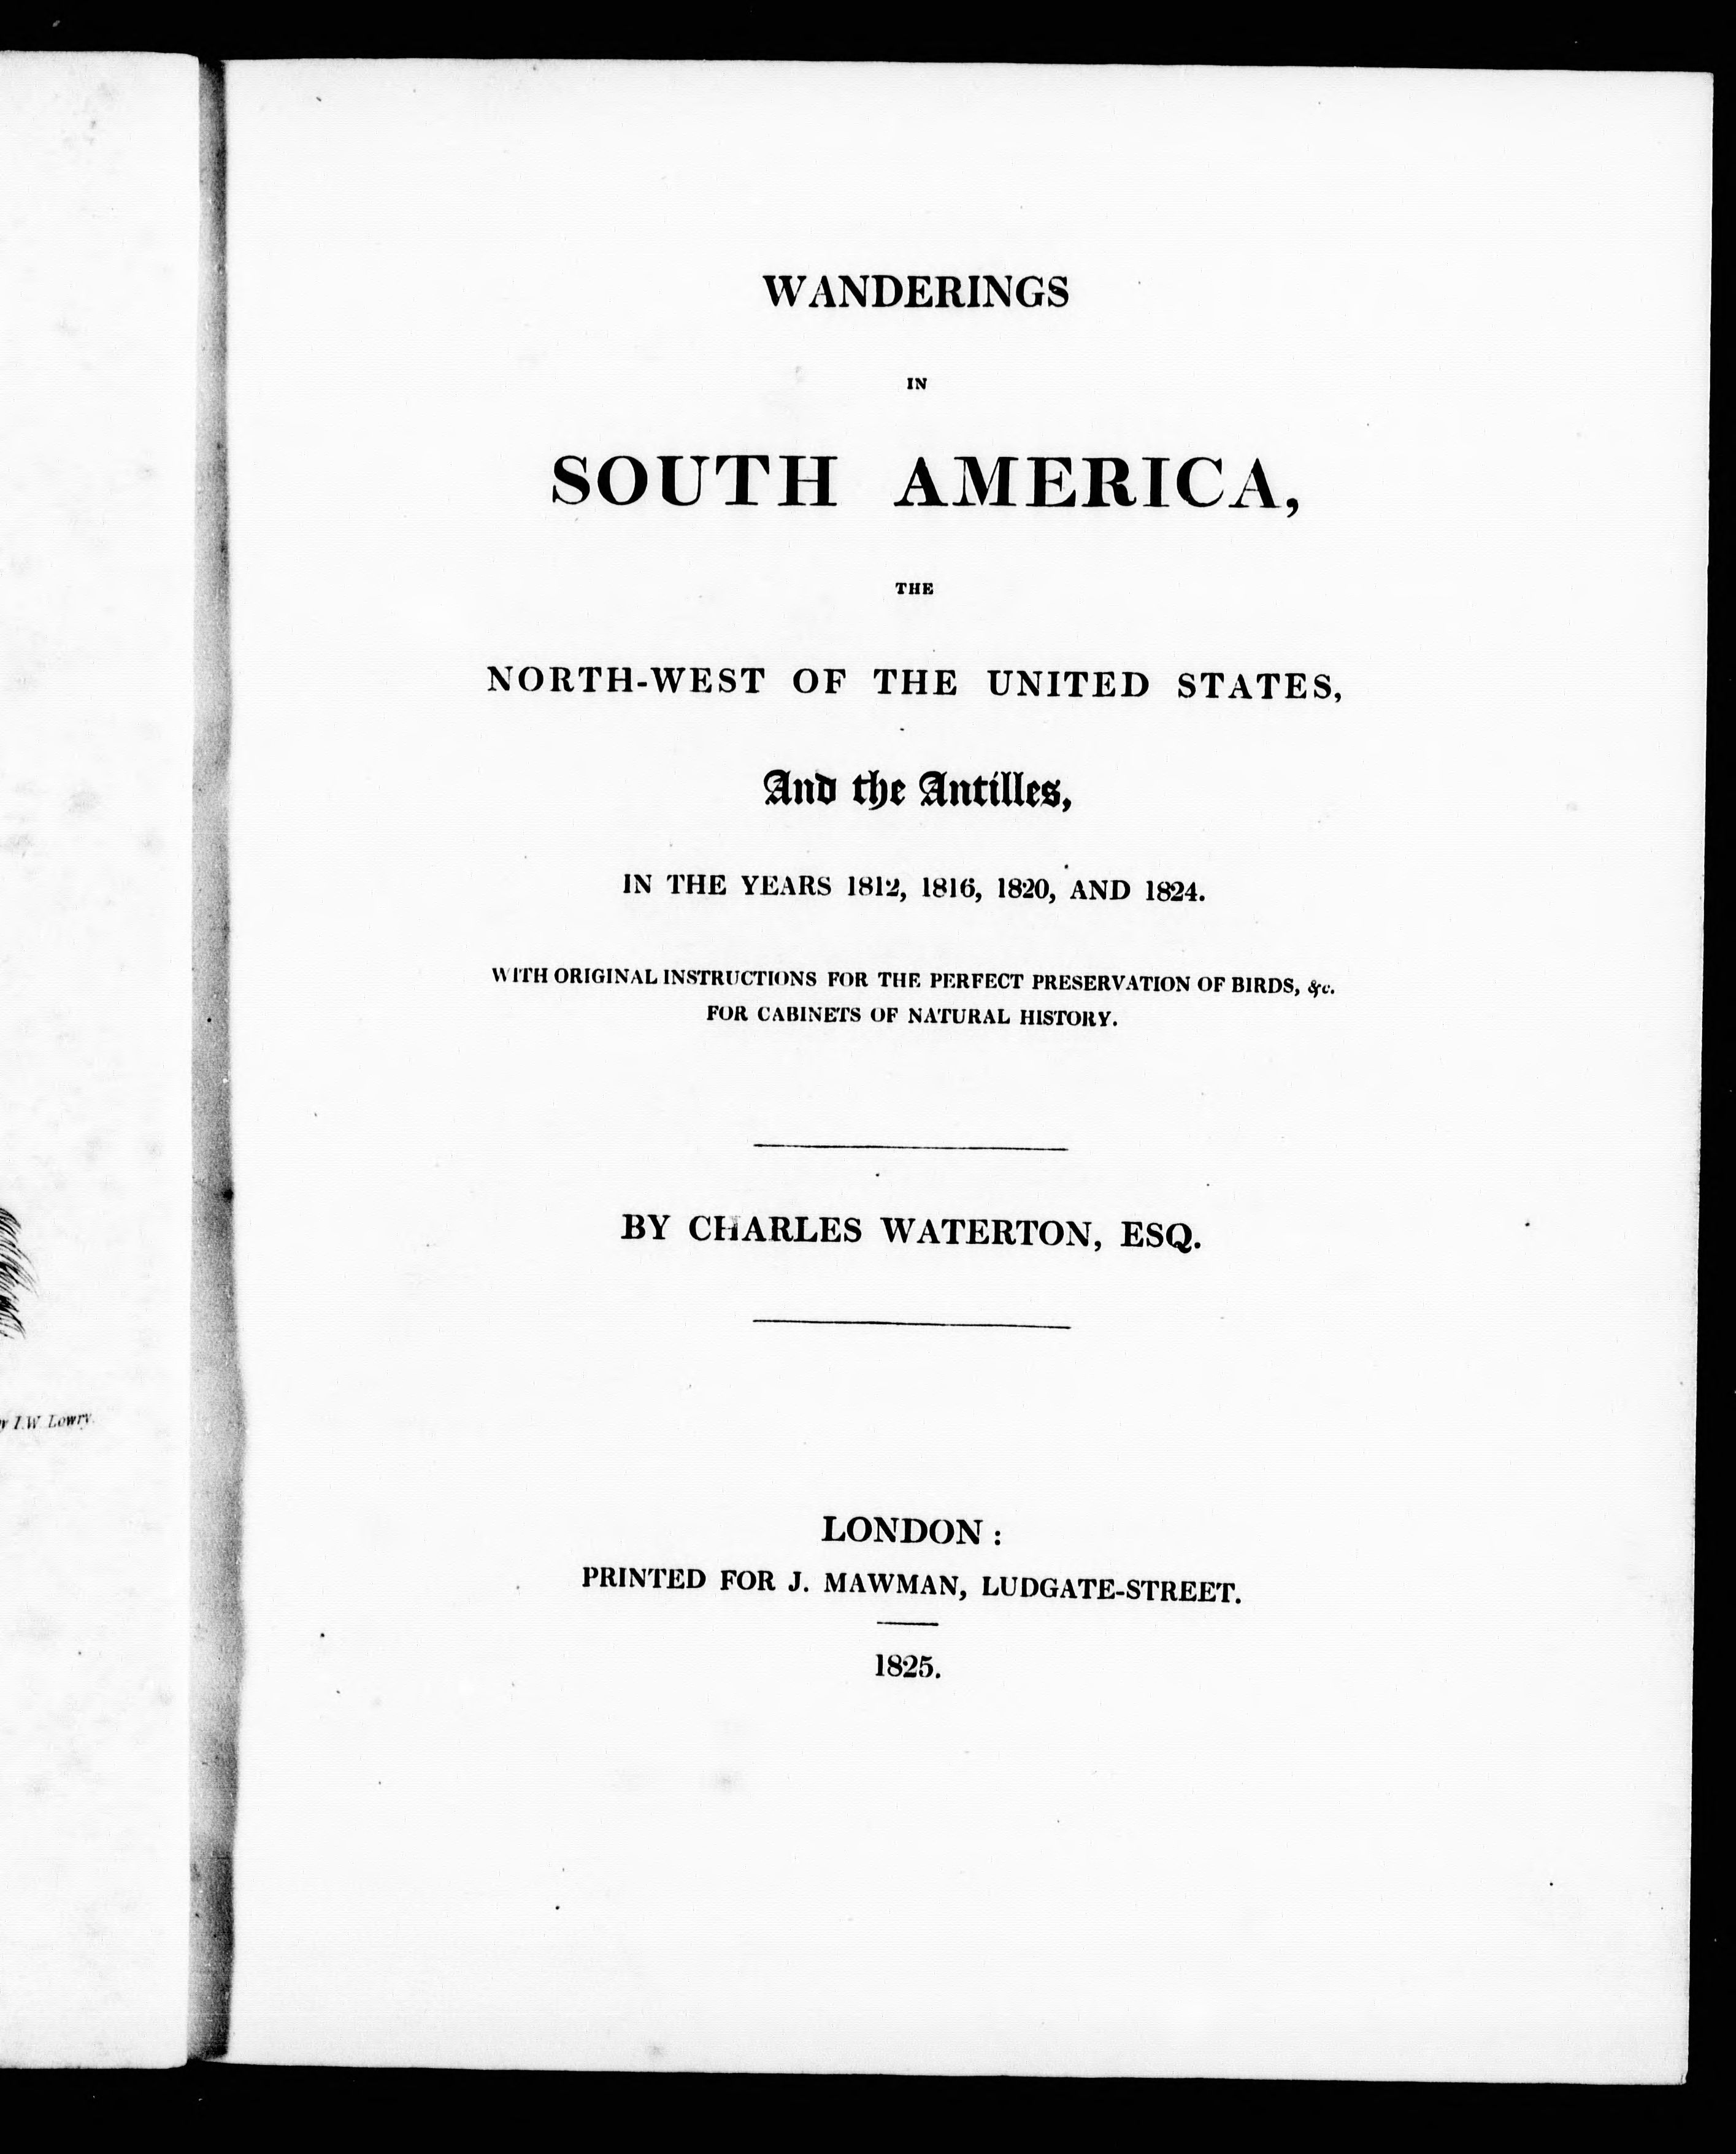 WANDERINGS
IN
SOUTH AMERICA,
THE
NORTH-WEST OF THE UNITED STATES,
And the Antilles,
IN THE YEARS 1812, 1816, 1820, AND 1824.
WITH ORIGINAL INSTRUCTIONS FOR THE PERFECT PRESERVATION OF BIRDS, &c.
FOR CABINETS OF NATURAL HISTORY.
BY CHARLES WATERTON, ESQ.
I.W. Lowry.
LONDON:
PRINTED FOR J. MAWMAN, LUDGATE-STREET.
1825.